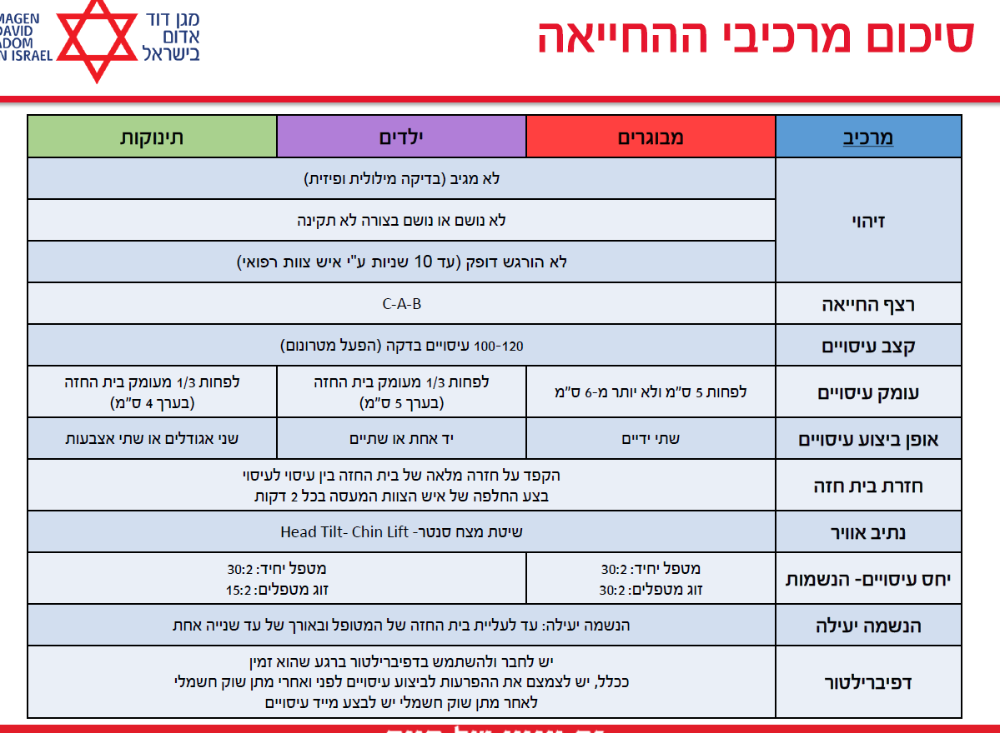 סיכום מרכיבי ההחייאה
MAGEN
DAVID
ADOM
IN ISRAEL
מגן דוד
אדום
בישראל
מרכיב
מבוגרים
ילדים
תינוקות
זיהוי
לא מגיב (בדיקה מילולית ופיזית)
לא נושם או נושם בצורה לא תקינה
לא הורגש דופק (עד 10 שניות ע"י איש צוות רפואי)
רצף החייאה
C-A-B
קצב עיסויים
100-120 עיסויים בדקה (הפעל מטרונום)
עומק עיסויים
לפחות 5 ס"מ ולא יותר מ-6 ס"מ
לפחות 1/3 מעומק בית החזה
(בערך 5 ס"מ)
לפחות 1/3 מעומק בית החזה
(בערך 4 ס"מ)
אופן ביצוע עיסויים
שתי ידיים
יד אחת או שתיים
שני אגודלים או שתי אצבעות
חזרת בית חזה
הקפד על חזרה מלאה של בית החזה בין עיסוי לעיסוי
בצע החלפה של איש הצוות המעסה בכל 2 דקות
נתיב אוויר
שיטת מצח סנטר- Head Tilt- Chin Lift
יחס עיסויים- הנשמות
מטפל יחיד: 30:2
זוג מטפלים: 30:2
מטפל יחיד: 30:2
זוג מטפלים: 15:2
הנשמה יעילה
הנשמה יעילה: עד לעליית בית החזה של המטופל ובאורך של עד שנייה אחת
דפיברילטור
יש לחבר ולהשתמש בדפיברילטור ברגע שהוא זמין
ככלל, יש לצמצם את ההפרעות לביצוע עיסויים לפני ואחרי מתן שוק חשמלי
לאחר מתן שוק חשמלי יש לבצע מייד עיסויים